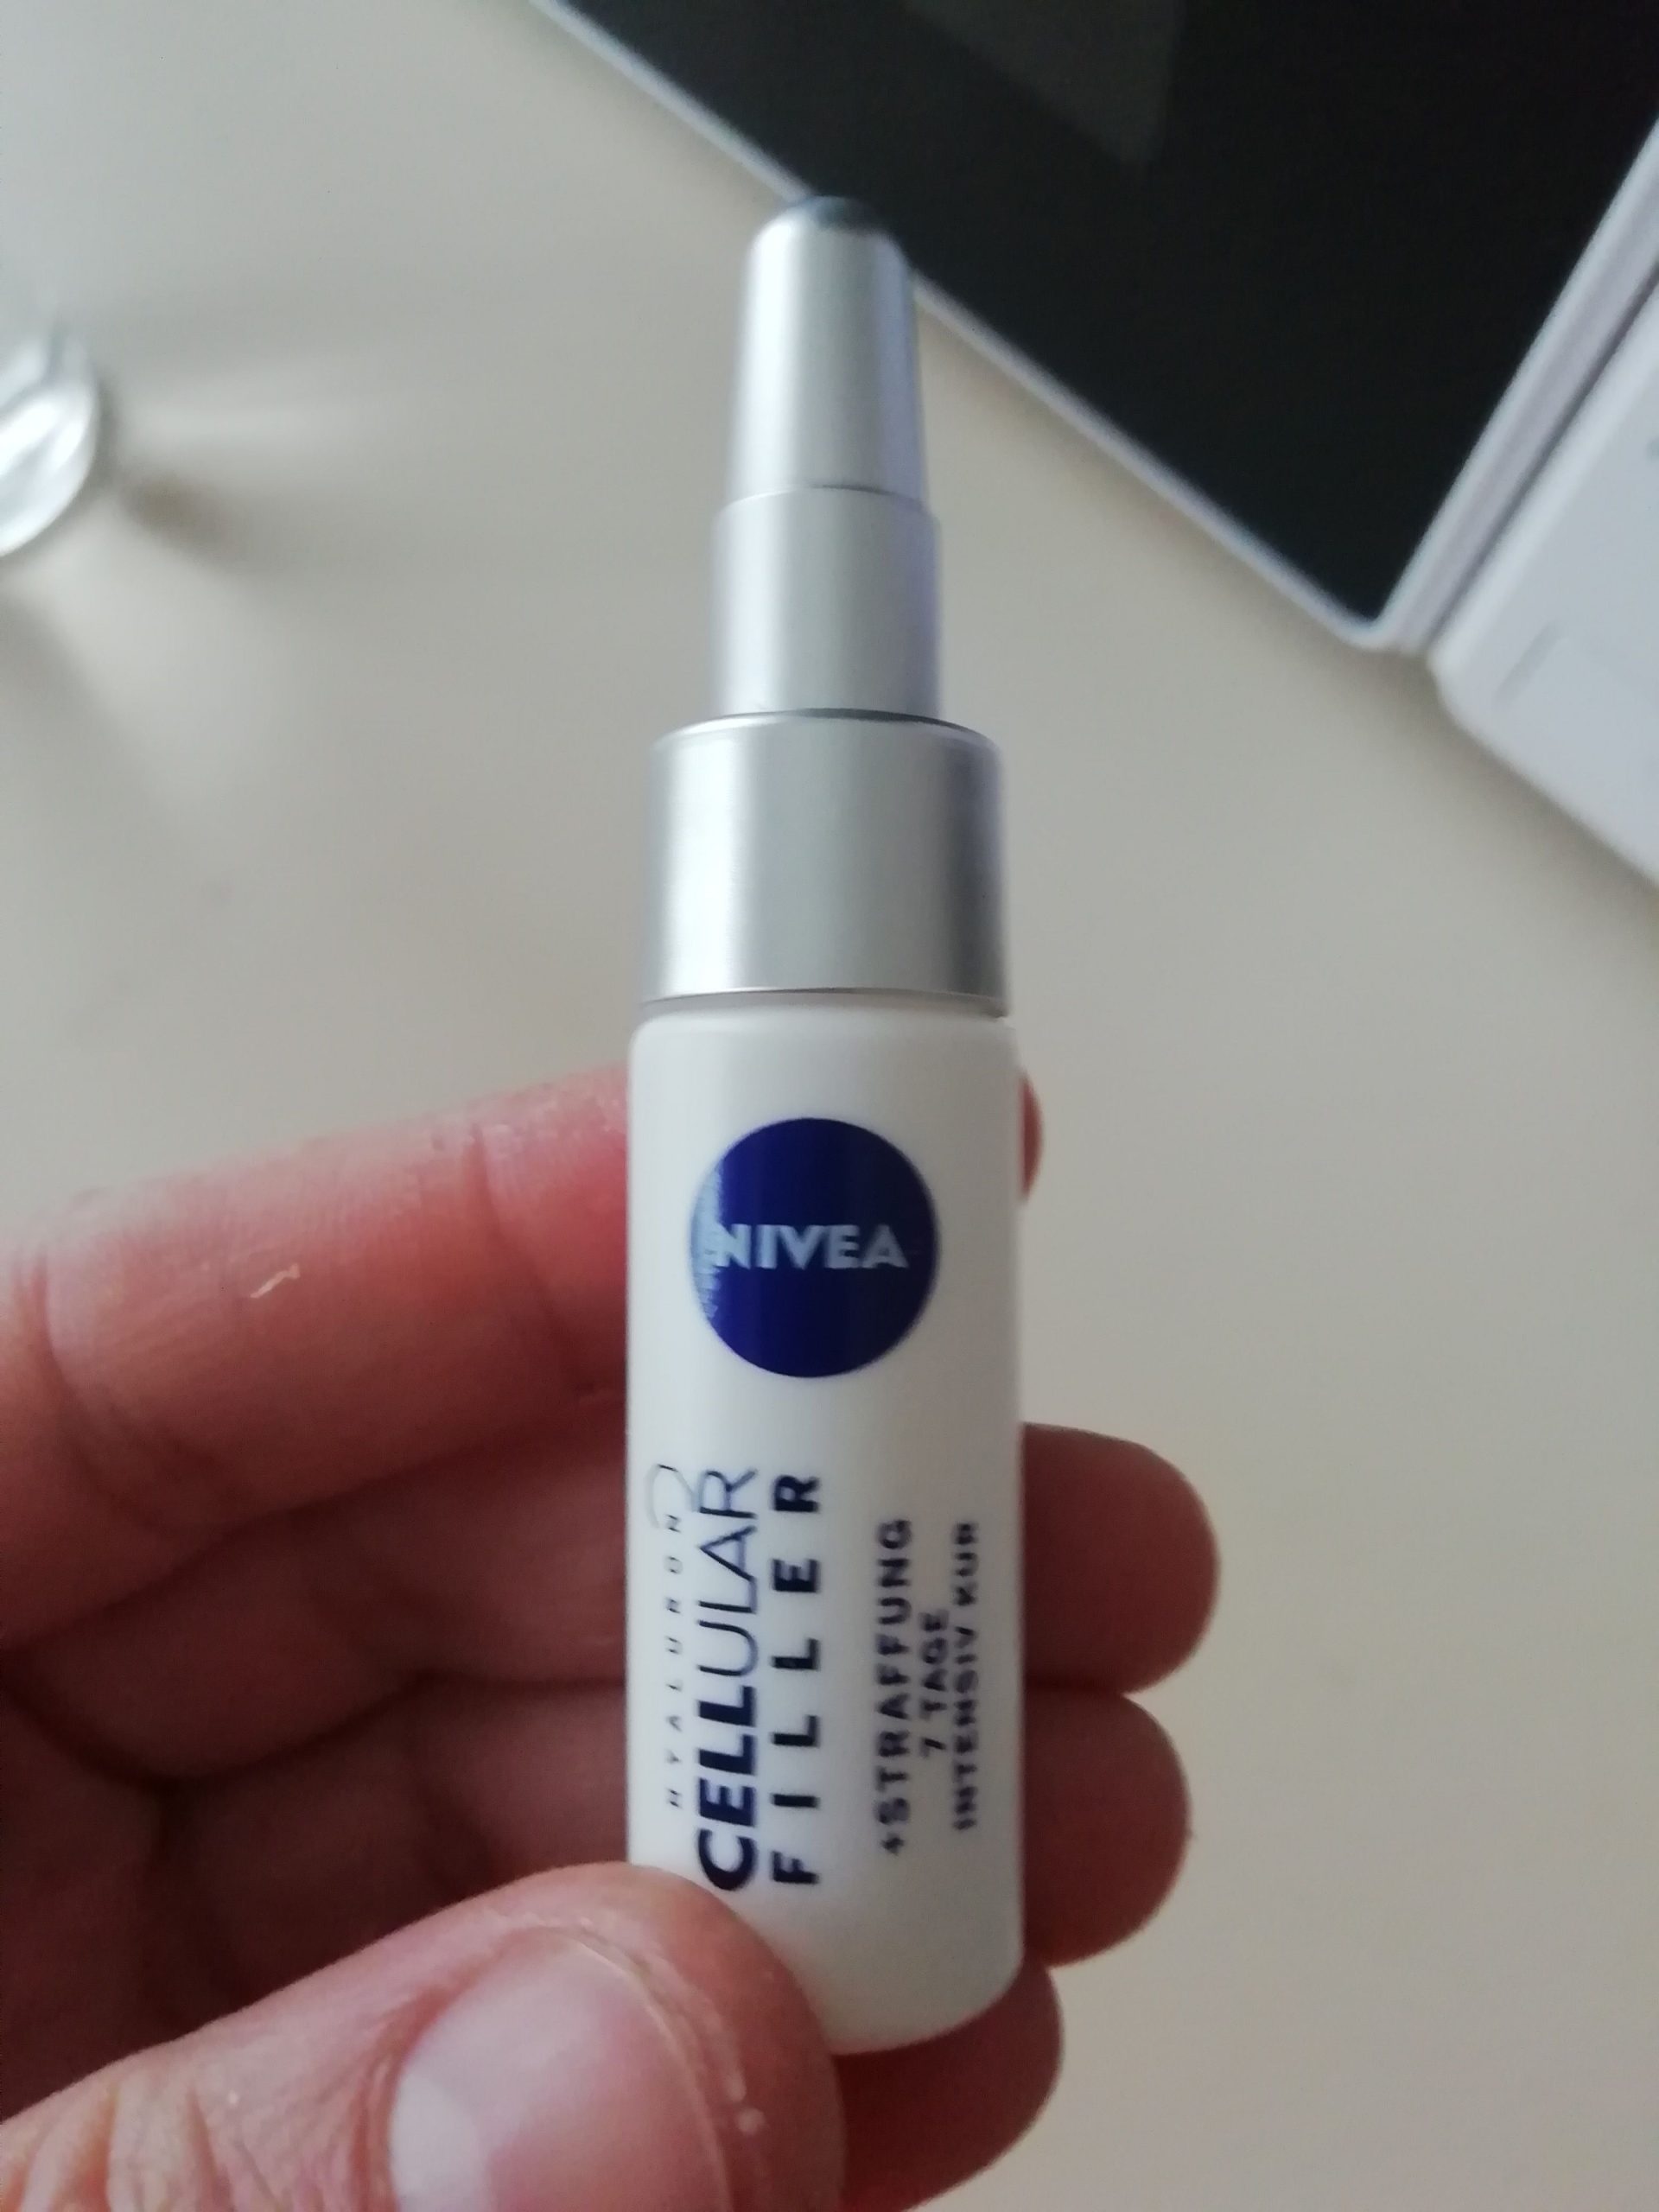 NIVEA
HYALURON
CELLULAR
FILLER
+STRAFFUNG
7 TAGE
INTENSIV KUR